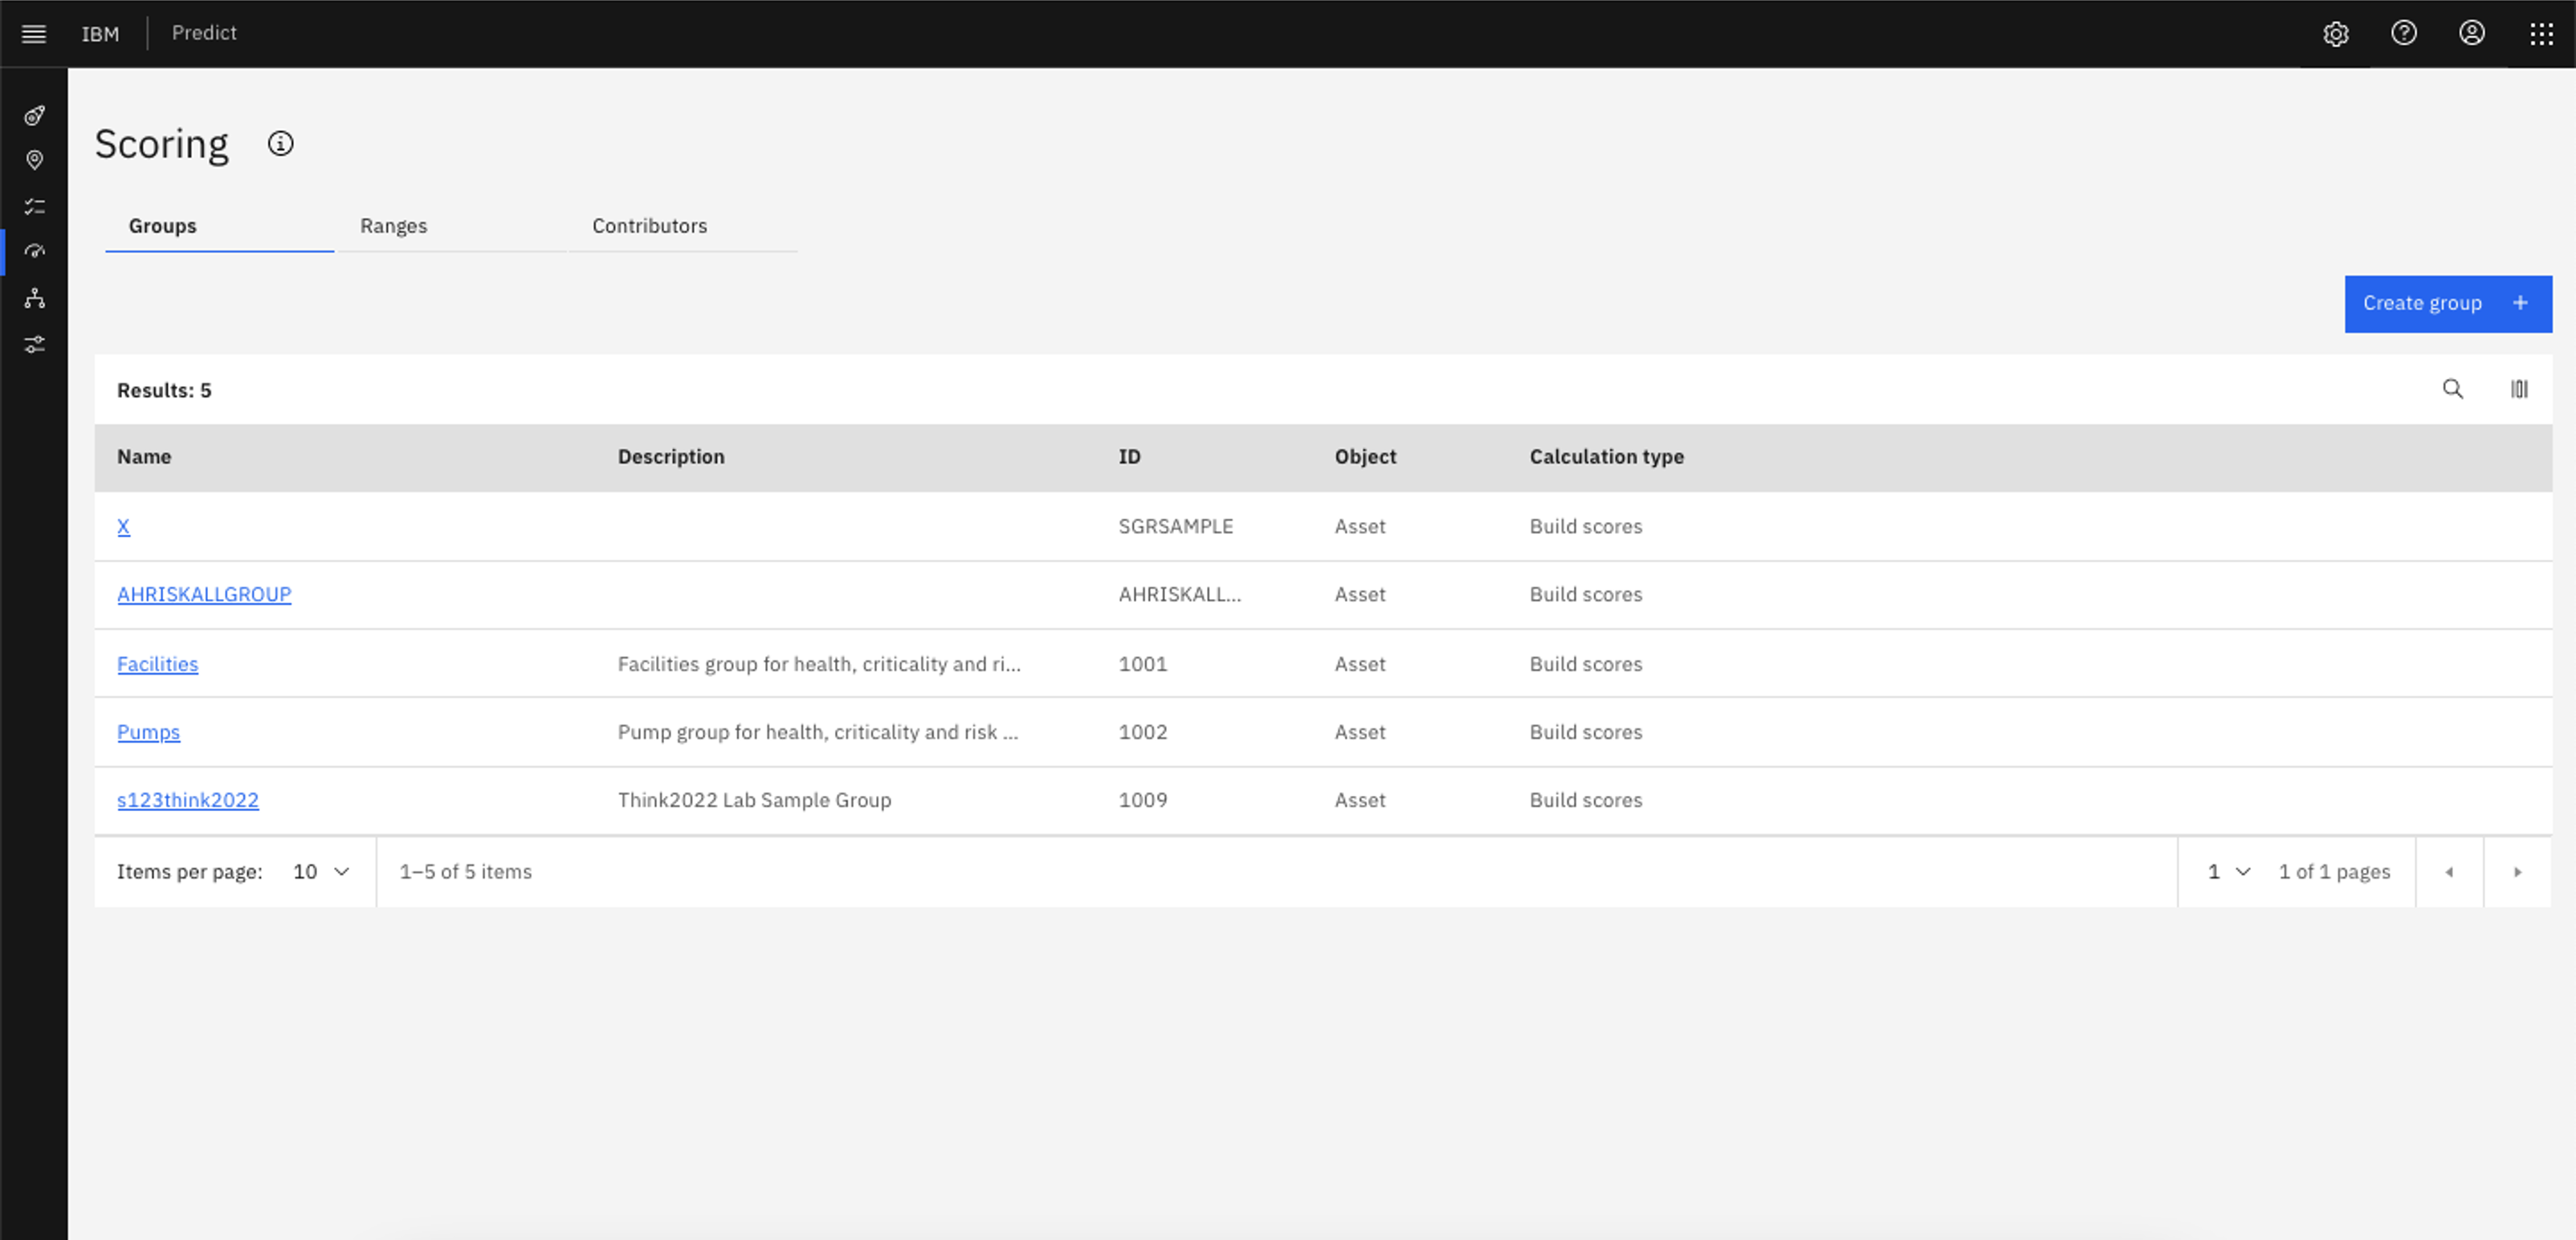 IBM Predict
Scoring
Groups Ranges Contributors
Create group +
Results: 5
Name Description ID Object Calculation type
X SGRSAMPLE Asset Build scores
AHRISKALLGROUP AHRISKALL... Asset Build scores
Facilities Facilities group for health, criticality and ri... 1001 Asset Build scores
Pumps Pump group for health, criticality and risk ... 1002 Asset Build scores
s123think2022 Think2022 Lab Sample Group 1009 Asset Build scores
Items per page: 10 1–5 of 5 items 1 1 of 1 pages